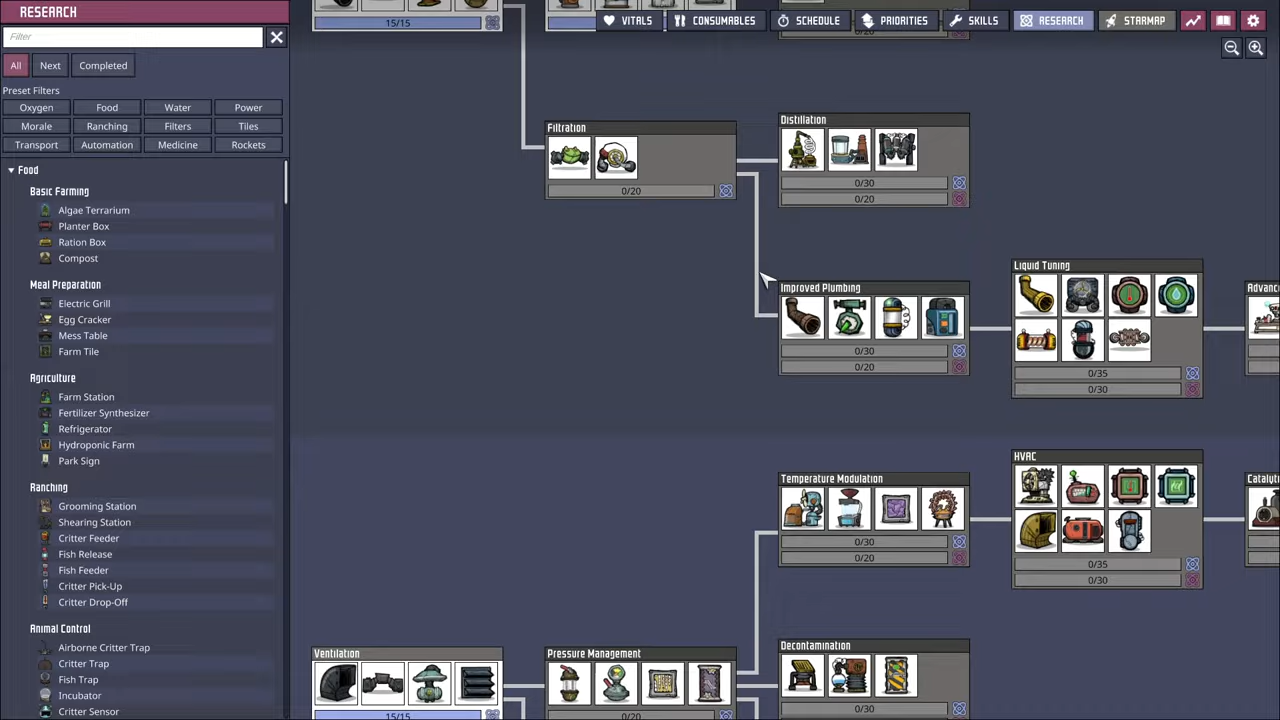 RESEARCH
Filter
All
Next
Completed
Preset Filters
Oxygen
Food
Water
Power
Morale
Ranching
Filters
Tiles
Transport
Automation
Medicine
Rockets
Food
Basic Farming
Algae Terrarium
Planter Box
Ration Box
Compost
Meal Preparation
Electric Grill
Egg Cracker
Mess Table
Farm Tile
Agriculture
Farm Station
Fertilizer Synthesizer
Refrigerator
Hydroponic Farm
Park Sign
Ranching
Grooming Station
Shearing Station
Critter Feeder
Fish Release
Fish Feeder
Critter Pick-Up
Critter Drop-Off
Animal Control
Airborne Critter Trap
Critter Trap
Fish Trap
Incubator
Critter Sensor
VITALS
CONSUMABLES
SCHEDULE
PRIORITIES
SKILLS
RESEARCH
STARMAP
15/15
Filtration
0/20
Distillation
0/30
0/20
Improved Plumbing
0/30
0/20
Liquid Tuning
0/35
0/30
Temperature Modulation
0/30
0/20
HVAC
0/35
0/30
Ventilation
15/15
Pressure Management
0/20
Decontamination
0/30